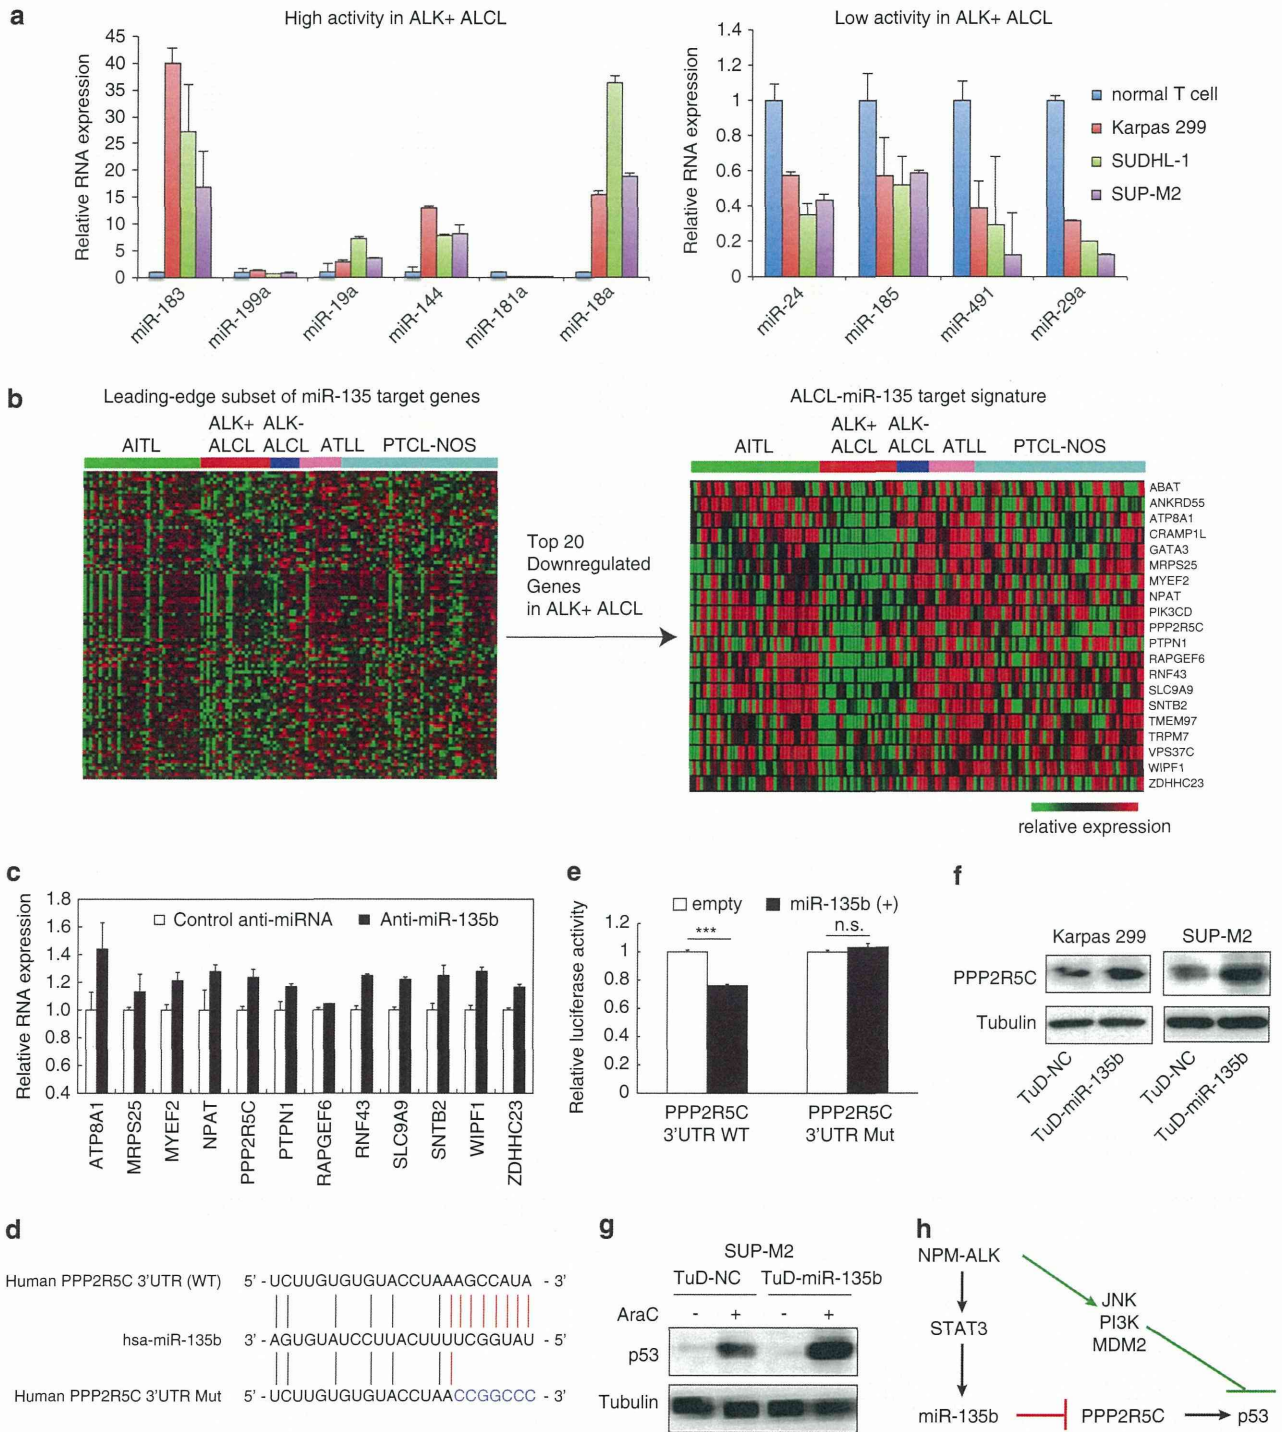 a
High activity in ALK+ ALCL
Relative RNA expression
45
40
35
30
25
20
15
10
5
0
miR-183
miR-199a
miR-19a
miR-144
miR-181a
miR-18a
Low activity in ALK+ ALCL
Relative RNA expression
1.4
1.2
1
0.8
0.6
0.4
0.2
0
miR-24
miR-185
miR-491
miR-29a
normal T cell
Karpas 299
SUDHL-1
SUP-M2
b
Leading-edge subset of miR-135 target genes
ALK+ ALK-
AITL ALCL ALCL ATLL PTCL-NOS
Top 20
Downregulated
Genes
in ALK+ ALCL
ALCL-miR-135 target signature
ALK+ ALK-
AITL ALCL ALCL ATLL PTCL-NOS
ABAT
ANKRD55
ATP8A1
CRAMP1L
GATA3
MRPS25
MYEF2
NPAT
PIK3CD
PPP2R5C
PTPN1
RAPGEF6
RNF43
SLC9A9
SNTB2
TMEM97
TRPM7
VPS37C
WIPF1
ZDHHC23
relative expression
c
Relative RNA expression
1.8
1.6
1.4
1.2
1.0
0.8
0.6
0.4
Control anti-miRNA
Anti-miR-135b
ATP8A1
MRPS25
MYEF2
NPAT
PPP2R5C
PTPN1
RAPGEF6
RNF43
SLC9A9
SNTB2
WIPF1
ZDHHC23
e
empty
miR-135b (+)
Relative luciferase activity
1.2
1
0.8
0.6
0.4
0.2
0
***
n.s.
PPP2R5C
3'UTR WT
PPP2R5C
3'UTR Mut
f
Karpas 299
SUP-M2
PPP2R5C
Tubulin
TuD-NC
TuD-miR-135b
TuD-NC
TuD-miR-135b
d
Human PPP2R5C 3'UTR (WT) 5' - UCUUGUGUGUACCUAAAGCCAUA - 3'
hsa-miR-135b 3' - AGUGUAUCCUUACUUUUCGGUAU - 5'
Human PPP2R5C 3'UTR Mut 5' - UCUUGUGUGUACCUAACCGGCCC - 3'
g
SUP-M2
TuD-NC TuD-miR-135b
AraC - + - +
p53
Tubulin
h
NPM-ALK
STAT3
miR-135b
JNK
PI3K
MDM2
PPP2R5C
p53